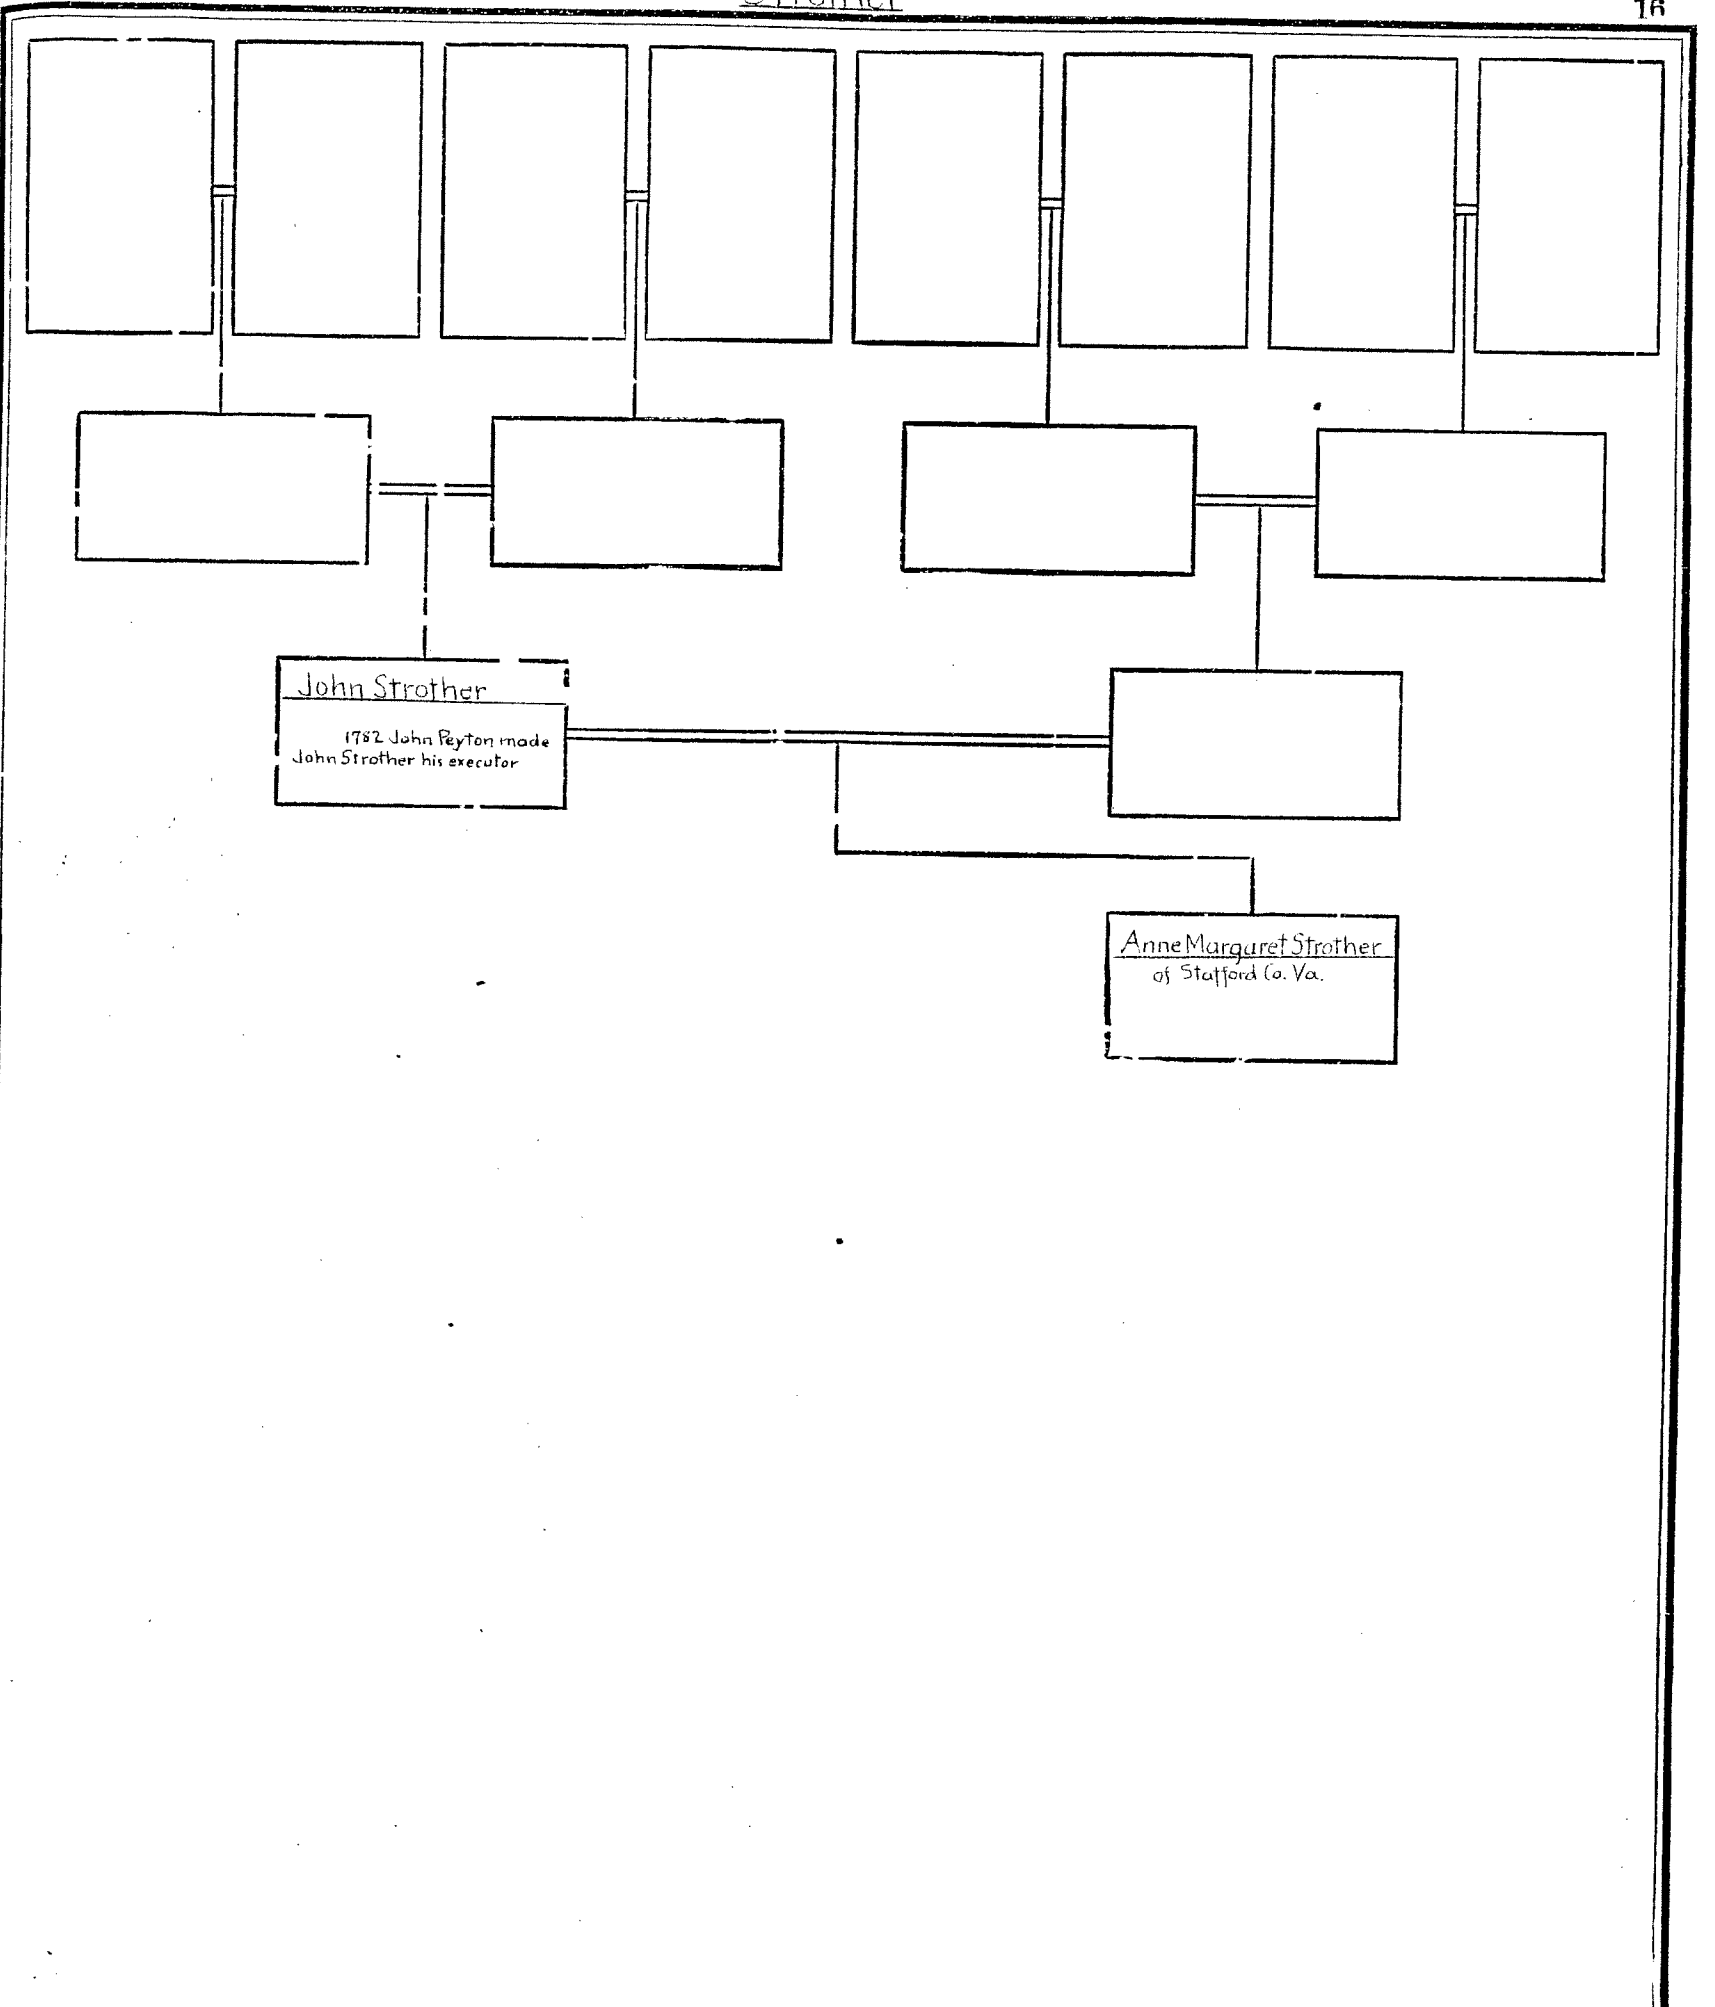 Strother
16
John Strother
1782 John Peyton made
John Strother his executor
Anne Margaret Strother
of Stafford Co. Va.